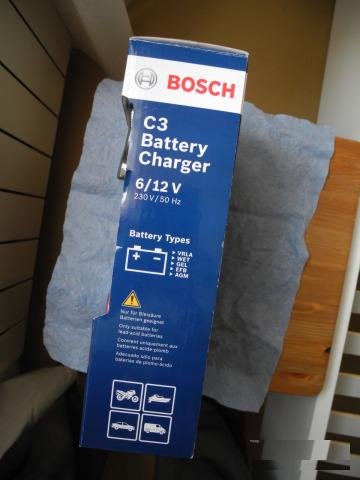 BOSCH
C3
Battery
Charger
6/12 V
230 V / 50 Hz
Battery Types
VRLA
WET
GEL
EFB
AGM
Nur für Bleisäure
Batterien geeignet
Only suitable for
lead-acid batteries
Convient uniquement aux
batteries acide-plomb
Adecuado sólo para
baterías de plomo-ácido